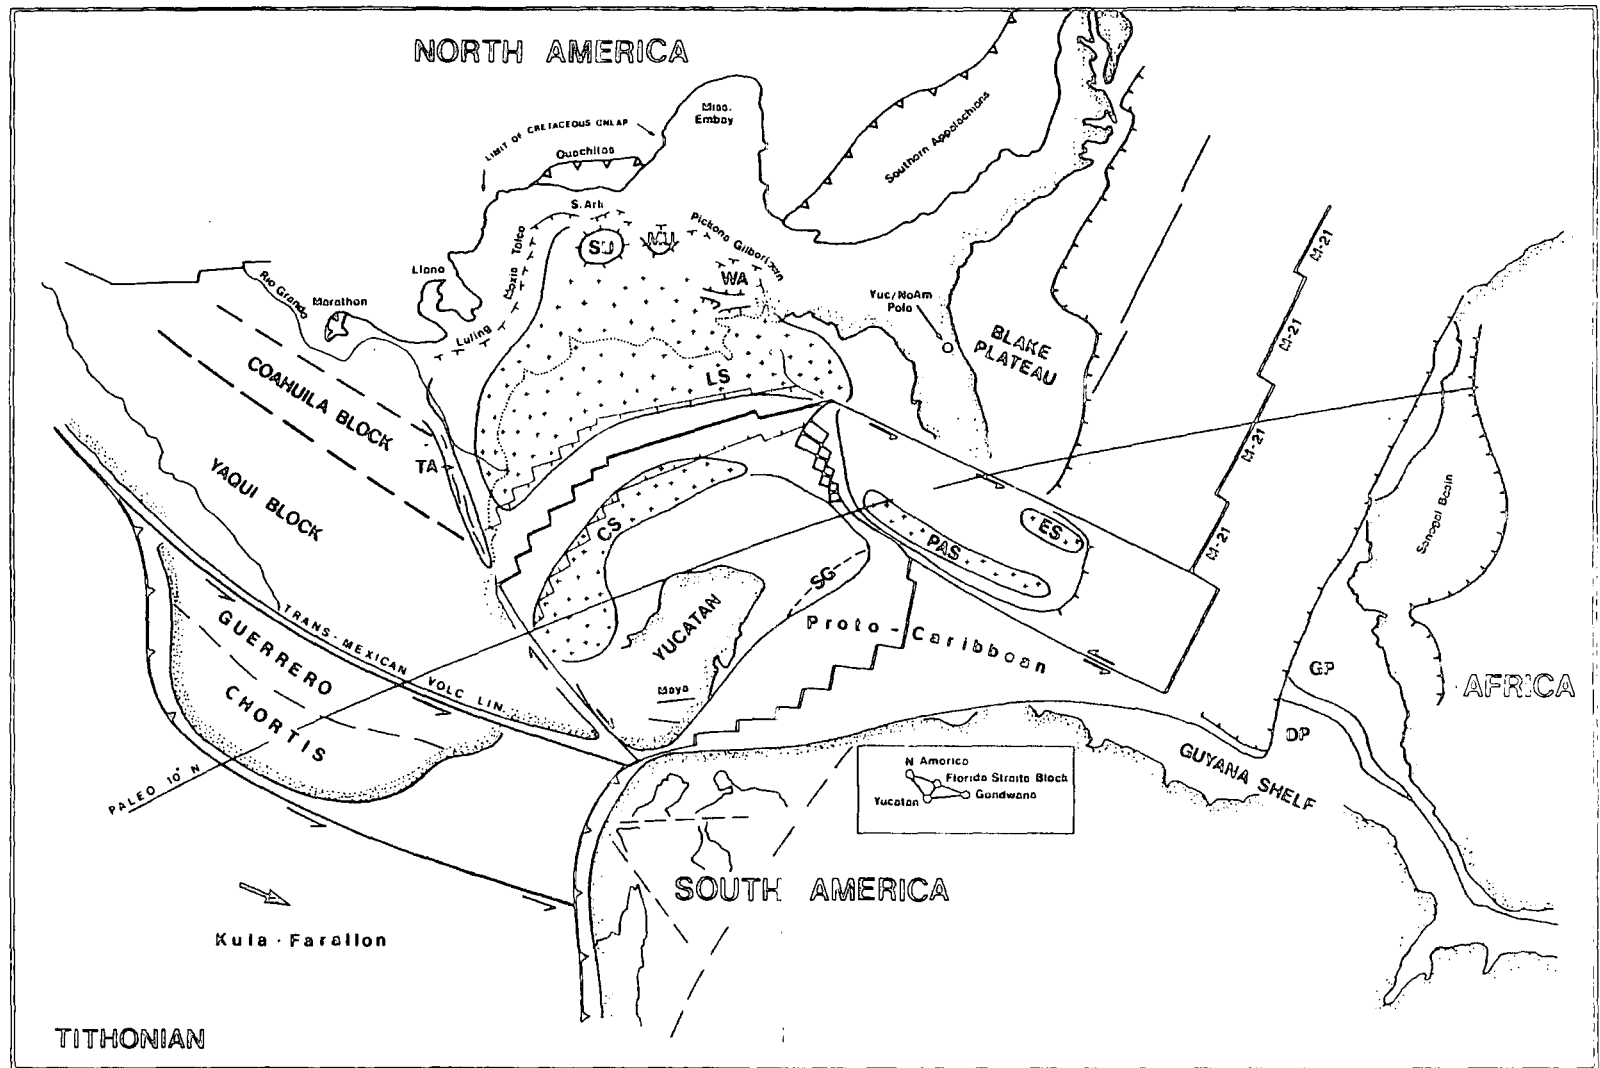 NORTH AMERICA
Miss.
Embay
LIMIT OF CRETACEOUS ONLAP
Ouachitas
Southern Appalachians
S. Ark
Pickens Gilbertown
SU
MU
Mexia Talco
WA
M-21
Llano
Rio Grande
Marathon
Luling
Yuc/NoAm
Pole
BLAKE
PLATEAU
M-21
COAHUILA BLOCK
LS
TA
M-21
YAQUI BLOCK
Senegal Basin
CS
PAS
ES
M-21
SG
YUCATAN
GUERRERO
TRANS-MEXICAN VOLC LIN.
Proto-Caribbean
Maya
GP
AFRICA
CHORTIS
DP
PALEO 10° N
GUYANA SHELF
N America
Florida Straits Block
Yucatan
Gondwana
SOUTH AMERICA
Kula-Farallon
TITHONIAN